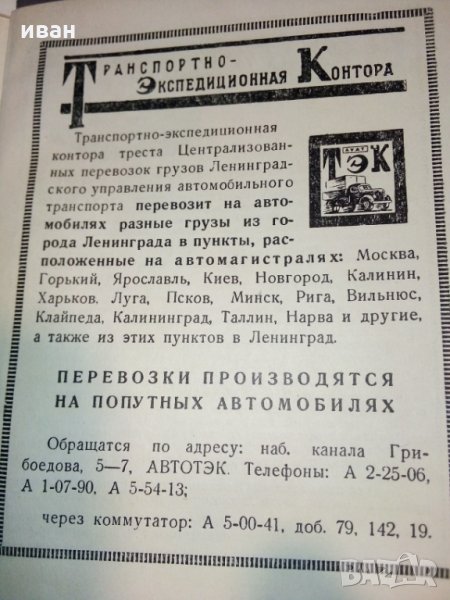 иван
ТРАНСПОРТНО-
ЭКСПЕДИЦИОННАЯ КОНТОРА
Транспортно-экспедиционная
контора треста Централизован-
ных перевозок грузов Ленинград-
ского управления автомобильного
транспорта перевозит на авто-
мобилях разные грузы из го-
рода Ленинграда в пункты, рас-
положенные на автомагистралях: Москва,
Горький, Ярославль, Киев, Новгород, Калинин,
Харьков. Луга, Псков, Минск, Рига, Вильнюс,
Клайпеда, Калининград, Таллин, Нарва и другие,
а также из этих пунктов в Ленинград.
АУАТ
ТЭК
ПЕРЕВОЗКИ ПРОИЗВОДЯТСЯ
НА ПОПУТНЫХ АВТОМОБИЛЯХ
Обращатся по адресу: наб. канала Гри-
боедова, 5—7, АВТОТЭК. Телефоны: А 2-25-06,
А 1-07-90, А 5-54-13;
через коммутатор: А 5-00-41, доб. 79, 142, 19.
BAZAR